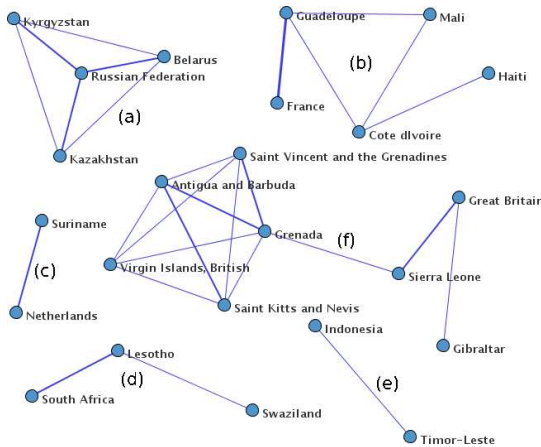 Kyrgyzstan
Belarus
Russian Federation
(a)
Kazakhstan
Guadeloupe
Mali
(b)
Haiti
France
Cote dIvoire
Saint Vincent and the Grenadines
Antigua and Barbuda
Great Britain
Suriname
Grenada
(f)
(c)
Virgin Islands, British
Sierra Leone
Netherlands
Saint Kitts and Nevis
Indonesia
Gibraltar
Lesotho
(d)
(e)
South Africa
Swaziland
Timor-Leste